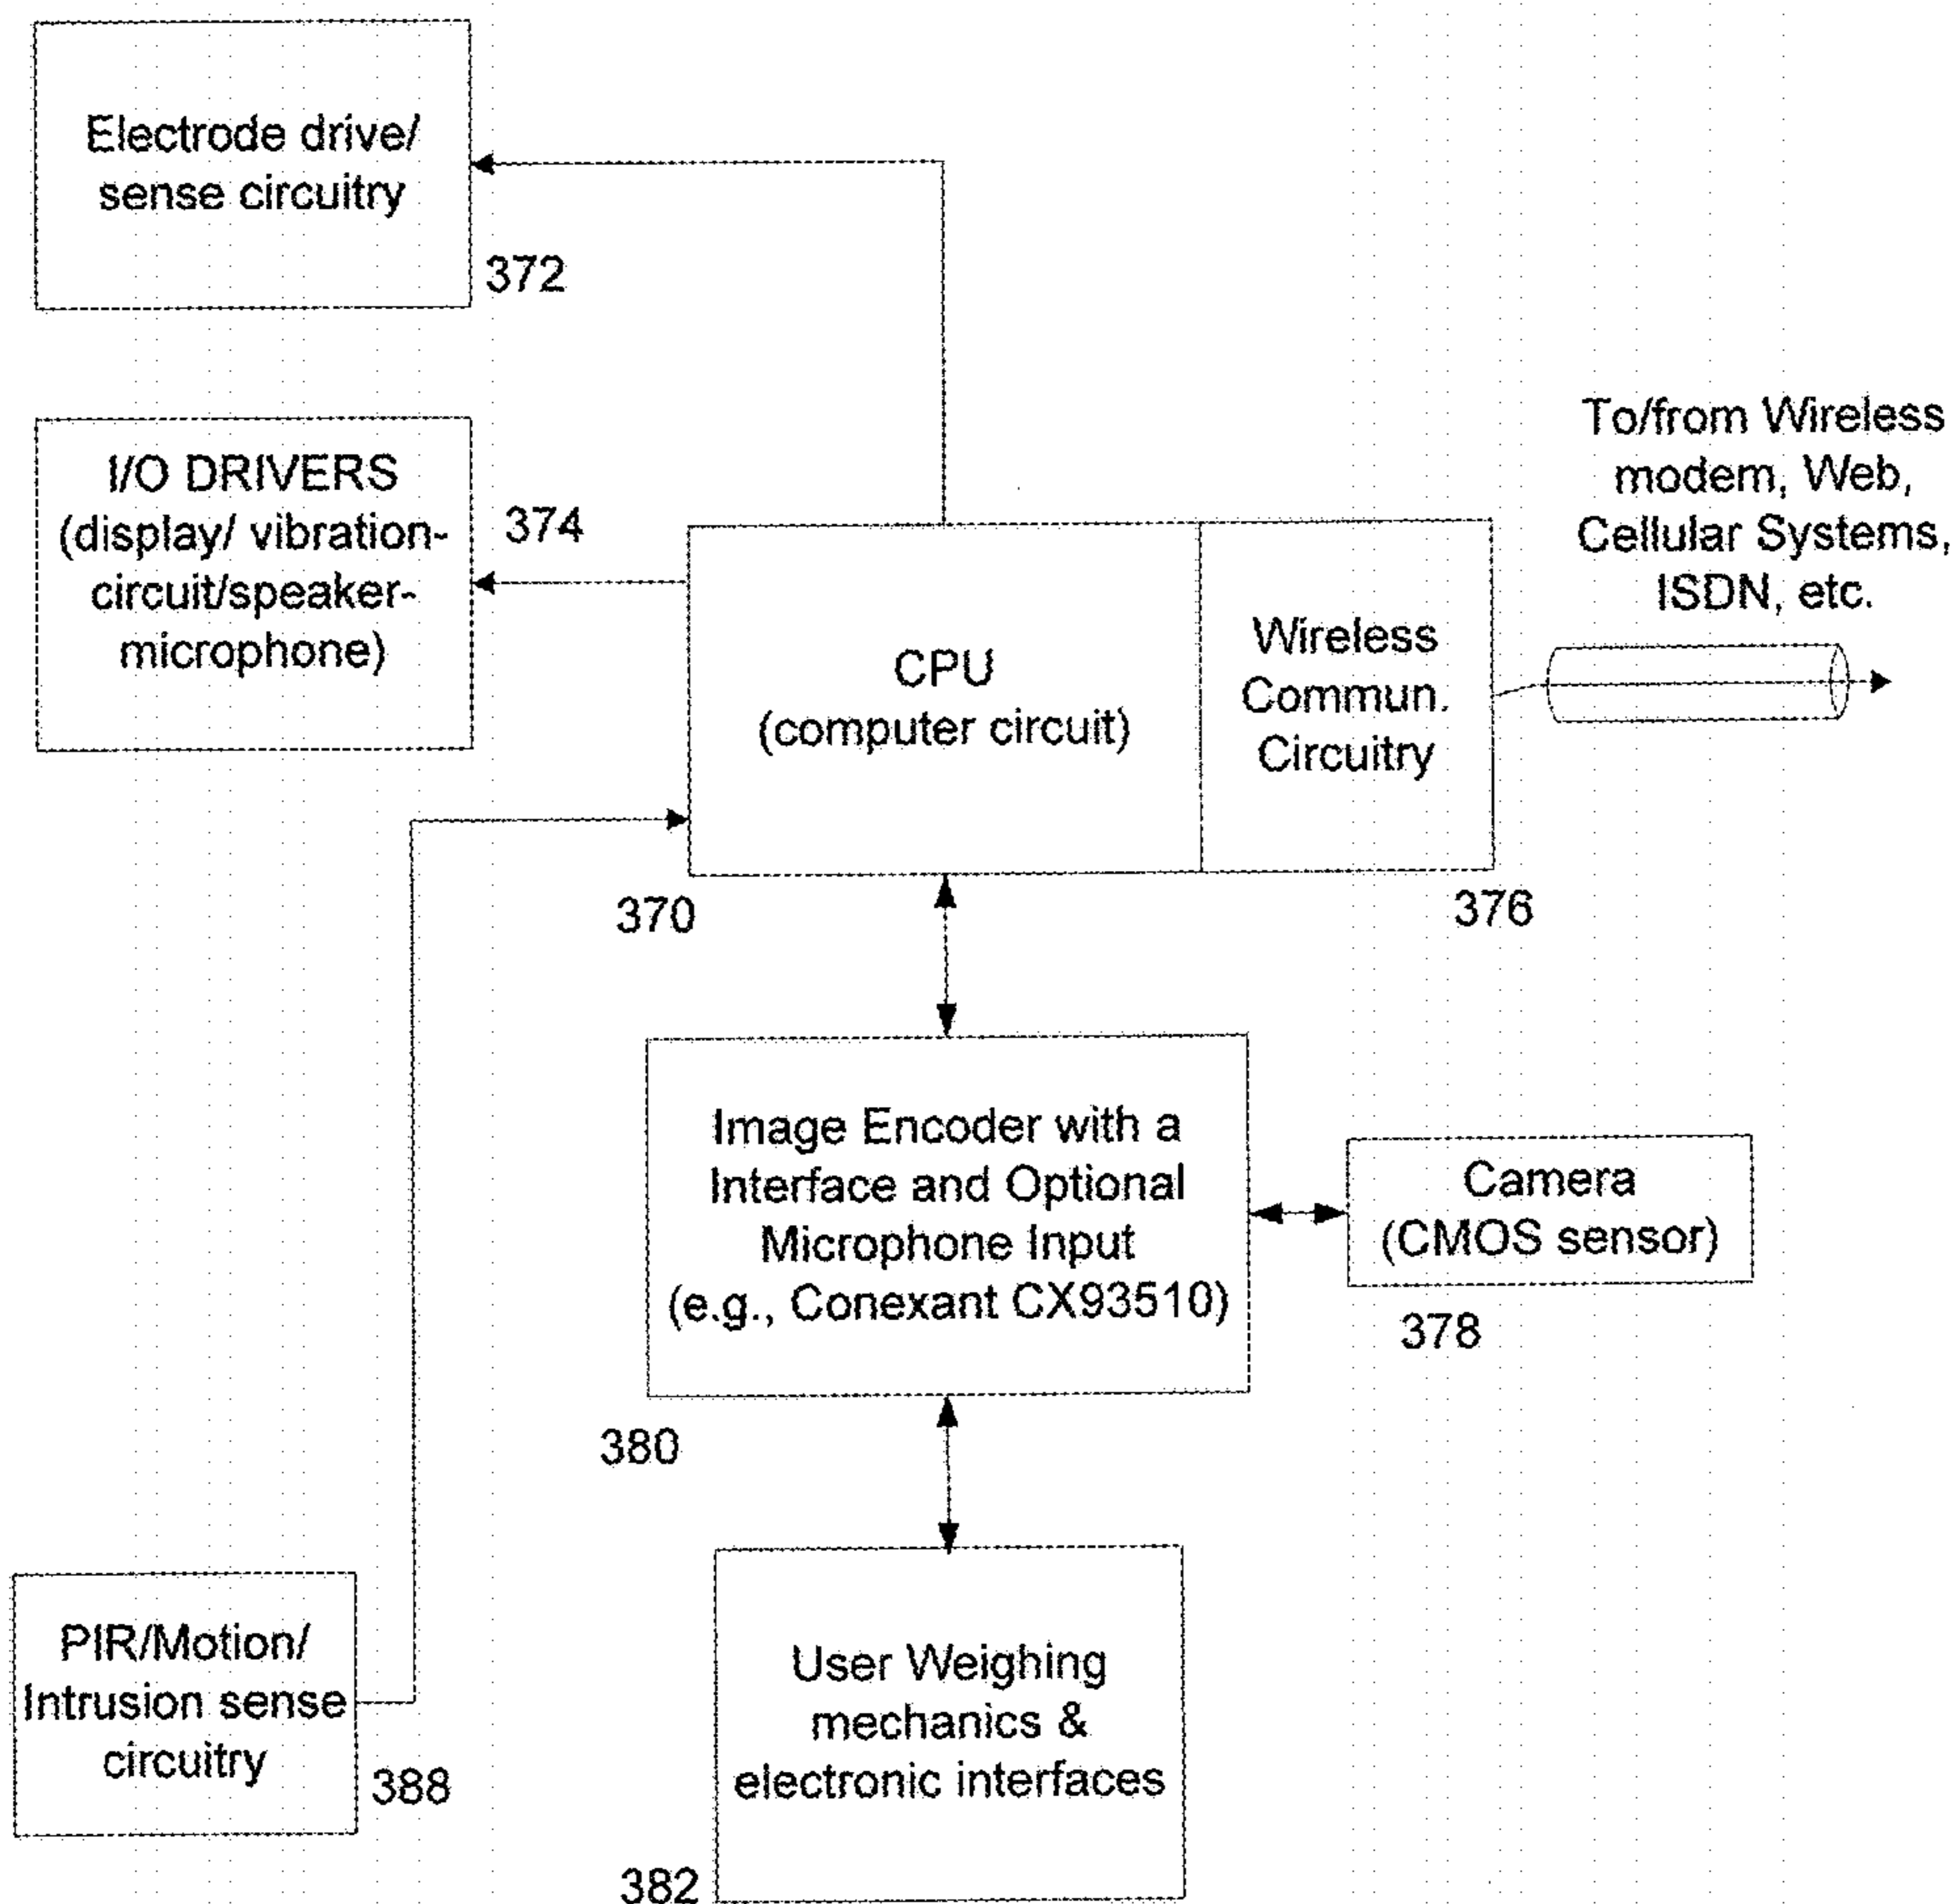 Electrode drive/
sense circuitry
372
I/O DRIVERS
(display/ vibration-
circuit/speaker-
microphone)
374
CPU
(computer circuit)
370
Wireless
Commun.
Circuitry
376
To/from Wireless
modem, Web,
Cellular Systems,
ISDN, etc.
Image Encoder with a
Interface and Optional
Microphone Input
(e.g., Conexant CX93510)
380
Camera
(CMOS sensor)
378
PIR/Motion/
Intrusion sense
circuitry
388
User Weighing
mechanics &
electronic interfaces
382